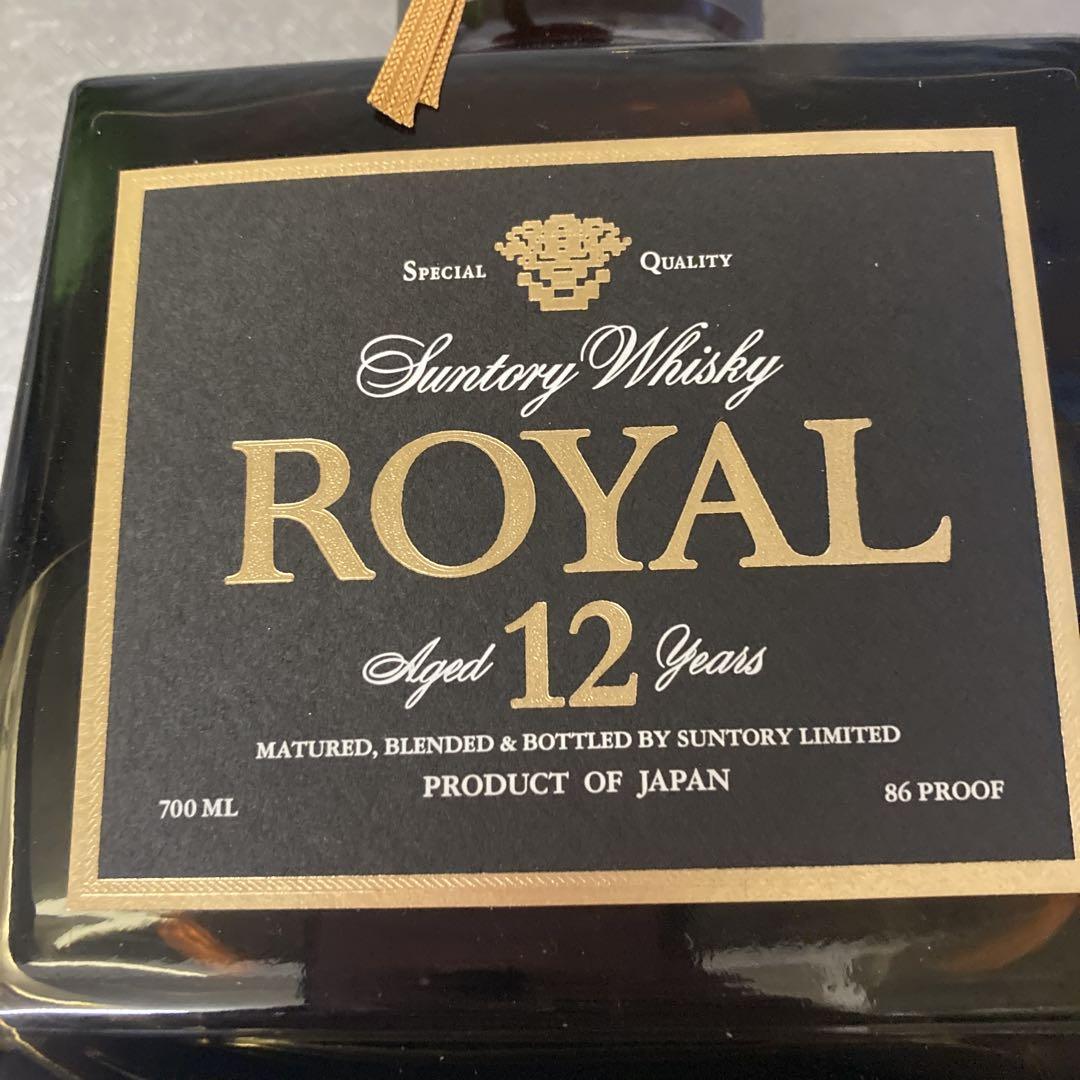 SPECIAL QUALITY
Suntory Whisky
ROYAL
Aged 12 Years
MATURED, BLENDED & BOTTLED BY SUNTORY LIMITED
PRODUCT OF JAPAN
700 ML 86 PROOF